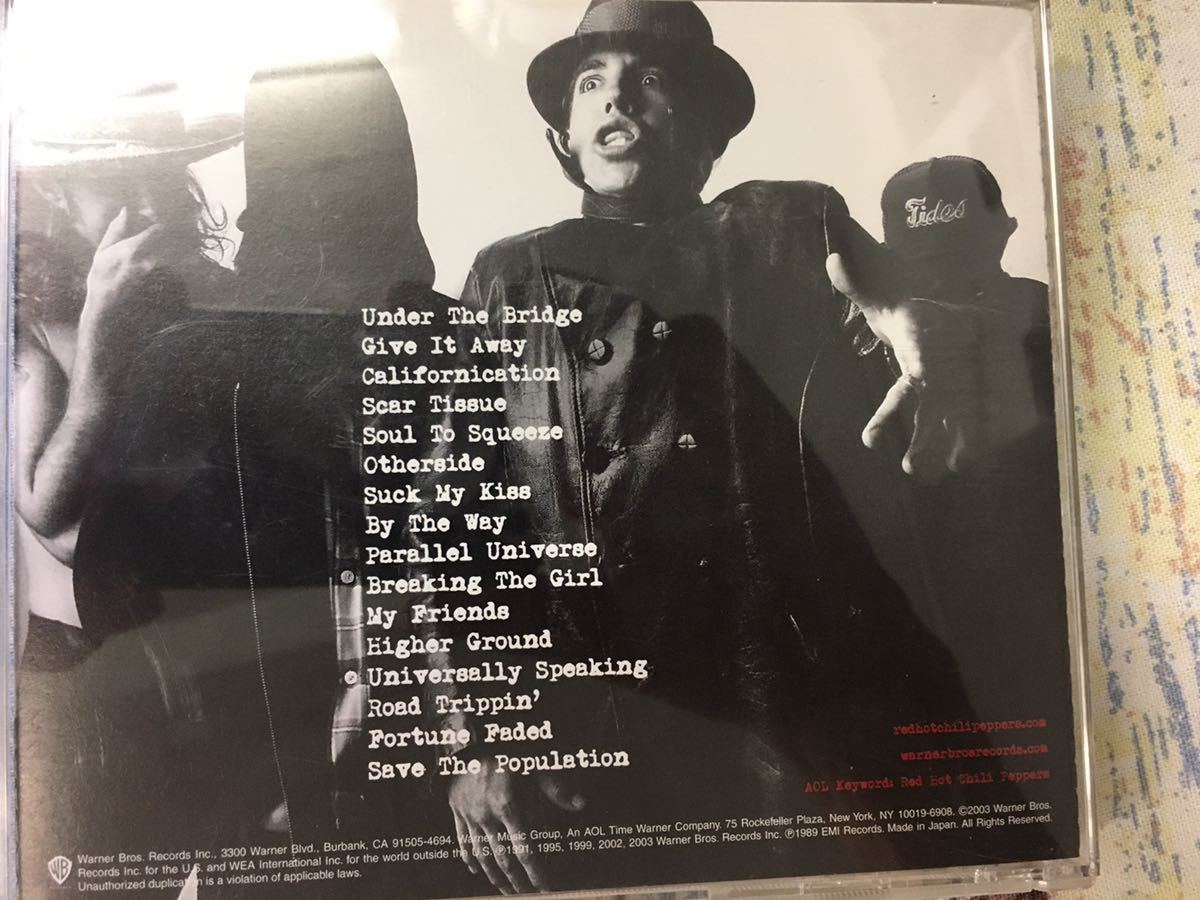 Tides
Under The Bridge
Give It Away
Californication
Scar Tissue
Soul To Squeeze
Otherside
Suck My Kiss
By The Way
Parallel Universe
Breaking The Girl
My Friends
Higher Ground
Universally Speaking
Road Trippin'
Fortune Faded
Save The Population
redhotchilipeppers.com
warnerbrosrecords.com
AOL Keyword: Red Hot Chili Peppers
WB
Warner Bros. Records Inc., 3300 Warner Blvd., Burbank, CA 91505-4694. Warner Music Group, An AOL Time Warner Company. 75 Rockefeller Plaza, New York, NY 10019-6908. ©2003 Warner Bros.
Records Inc. for the U.S. and WEA International Inc. for the world outside the U.S. ℗1991, 1995, 1999, 2002, 2003 Warner Bros. Records Inc. ℗1989 EMI Records. Made in Japan. All Rights Reserved.
Unauthorized duplication is a violation of applicable laws.